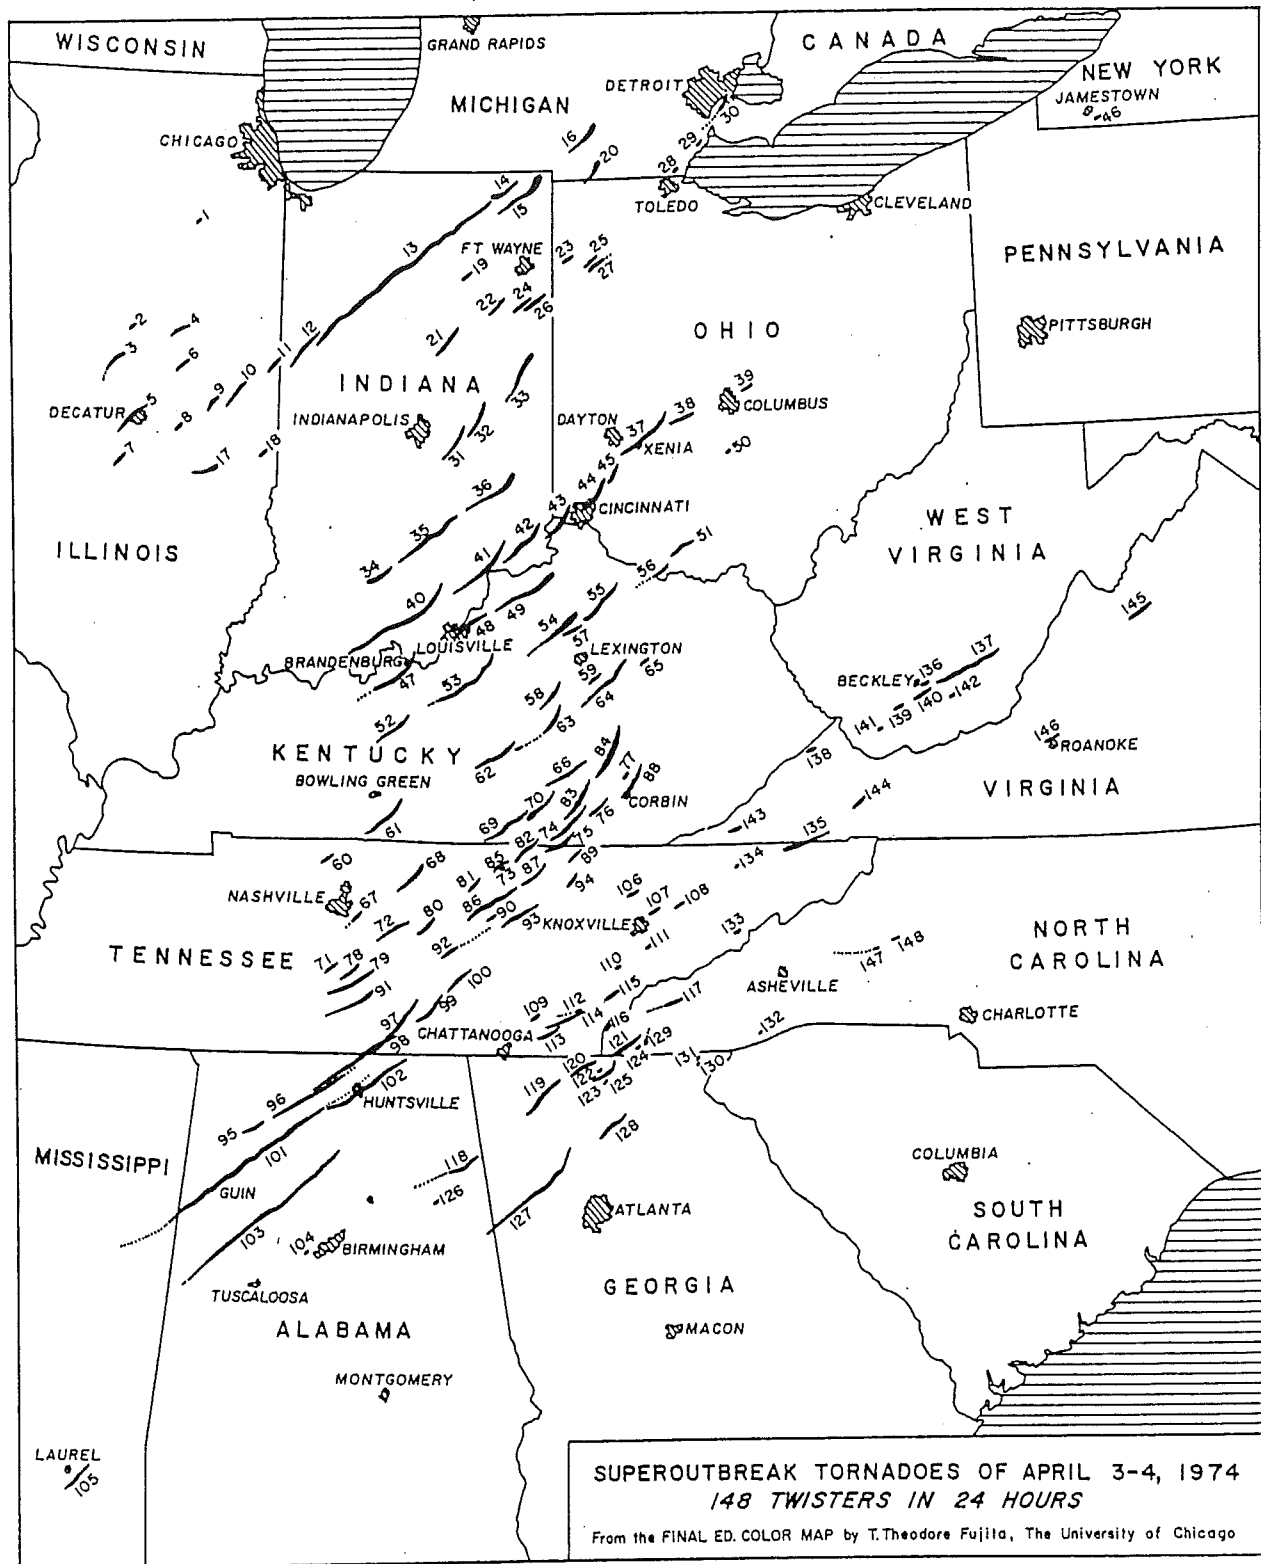 WISCONSIN
GRAND RAPIDS
CANADA
DETROIT
NEW YORK
MICHIGAN
JAMESTOWN
46
30
CHICAGO
16
29
20
28
14
TOLEDO
CLEVELAND
15
1
13
FT WAYNE
23
25
PENNSYLVANIA
19
27
22
24
26
2
4
12
21
OHIO
PITTSBURGH
3
6
11
10
INDIANA
33
39
9
5
DECATUR
8
INDIANAPOLIS
32
DAYTON
37
38
COLUMBUS
7
17
18
31
XENIA
50
45
36
44
43
CINCINNATI
35
42
WEST
VIRGINIA
51
ILLINOIS
34
41
56
40
49
55
145
48
54
57
LOUISVILLE
LEXINGTON
137
BRANDENBURG
47
53
59
65
BECKLEY
136
58
64
140
142
52
63
141
139
146
ROANOKE
KENTUCKY
84
138
62
66
77
88
BOWLING GREEN
70
83
CORBIN
VIRGINIA
144
61
69
74
76
143
82
75
135
60
68
85
87
89
134
81
73
94
106
NASHVILLE
67
86
107
108
80
90
93
KNOXVILLE
72
133
NORTH
CAROLINA
92
111
148
TENNESSEE
71
78
79
110
147
100
ASHEVILLE
91
115
99
109
112
117
97
114
CHARLOTTE
CHATTANOOGA
116
132
98
113
121
129
120
124
131
130
102
122
96
119
123
125
HUNTSVILLE
95
128
101
MISSISSIPPI
118
COLUMBIA
GUIN
126
127
ATLANTA
SOUTH
CAROLINA
103
104
BIRMINGHAM
TUSCALOOSA
GEORGIA
ALABAMA
MACON
MONTGOMERY
LAUREL
105
SUPEROUTBREAK TORNADOES OF APRIL 3-4, 1974
148 TWISTERS IN 24 HOURS
From the FINAL ED. COLOR MAP by T. Theodore Fujita, The University of Chicago